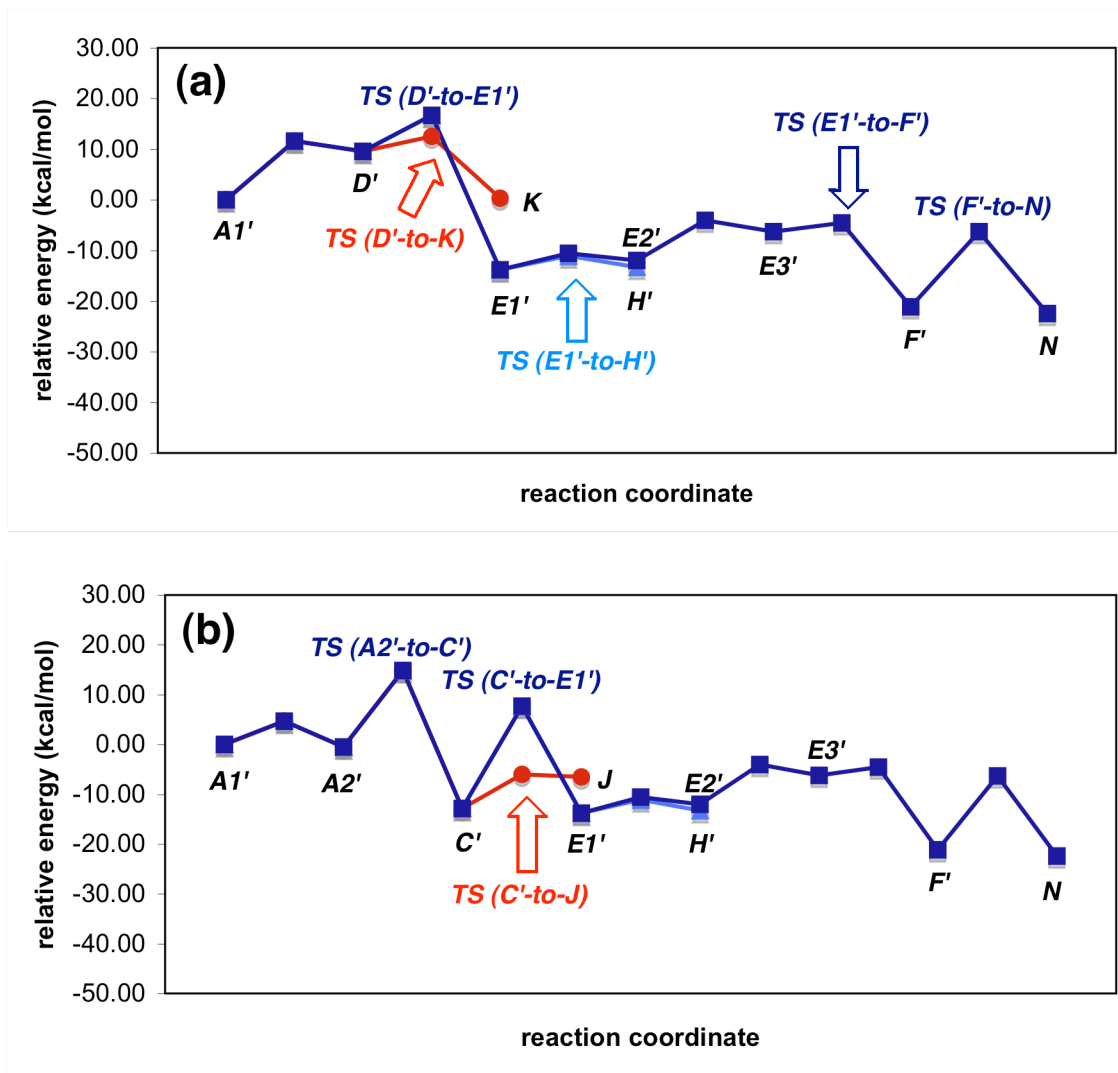 (a)
relative energy (kcal/mol)
30.00
20.00
10.00
0.00
-10.00
-20.00
-30.00
-40.00
-50.00
TS (D'-to-E1')
TS (E1'-to-F')
D'
A1'
K
TS (F'-to-N)
TS (D'-to-K)
E2'
E3'
E1'
H'
F'
N
TS (E1'-to-H')
reaction coordinate
(b)
relative energy (kcal/mol)
30.00
20.00
10.00
0.00
-10.00
-20.00
-30.00
-40.00
-50.00
TS (A2'-to-C')
TS (C'-to-E1')
E3'
A1'
A2'
J
E2'
C'
E1'
H'
F'
N
TS (C'-to-J)
reaction coordinate